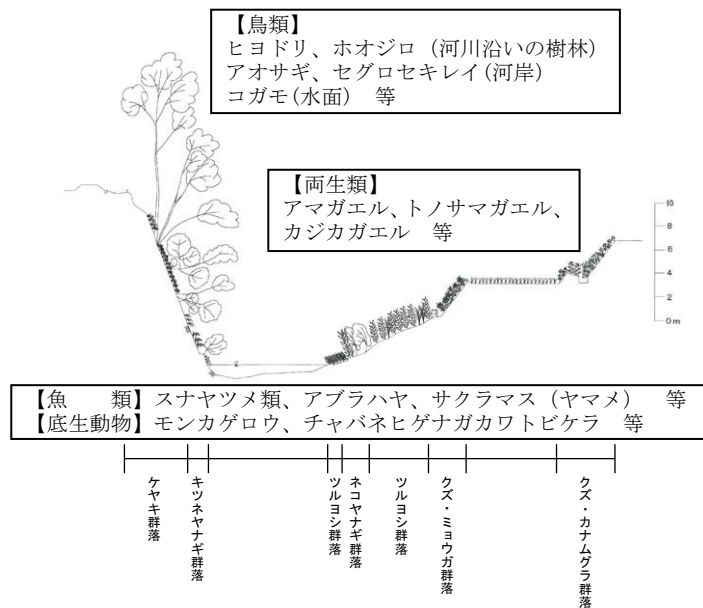 【鳥類】
ヒヨドリ、ホオジロ（河川沿いの樹林）
アオサギ、セグロセキレイ(河岸）
コガモ(水面）　等
【両生類】
アマガエル、トノサマガエル、
カジカガエル　等
10
8
6
4
2
0m
【魚　　類】スナヤツメ類、アブラハヤ、サクラマス（ヤマメ）　等
【底生動物】モンカゲロウ、チャバネヒゲナガカワトビケラ　等
ケヤキ群落
キツネヤナギ群落
ツルヨシ群落
ネコヤナギ群落
ツルヨシ群落
クズ・ミョウガ群落
クズ・カナムグラ群落